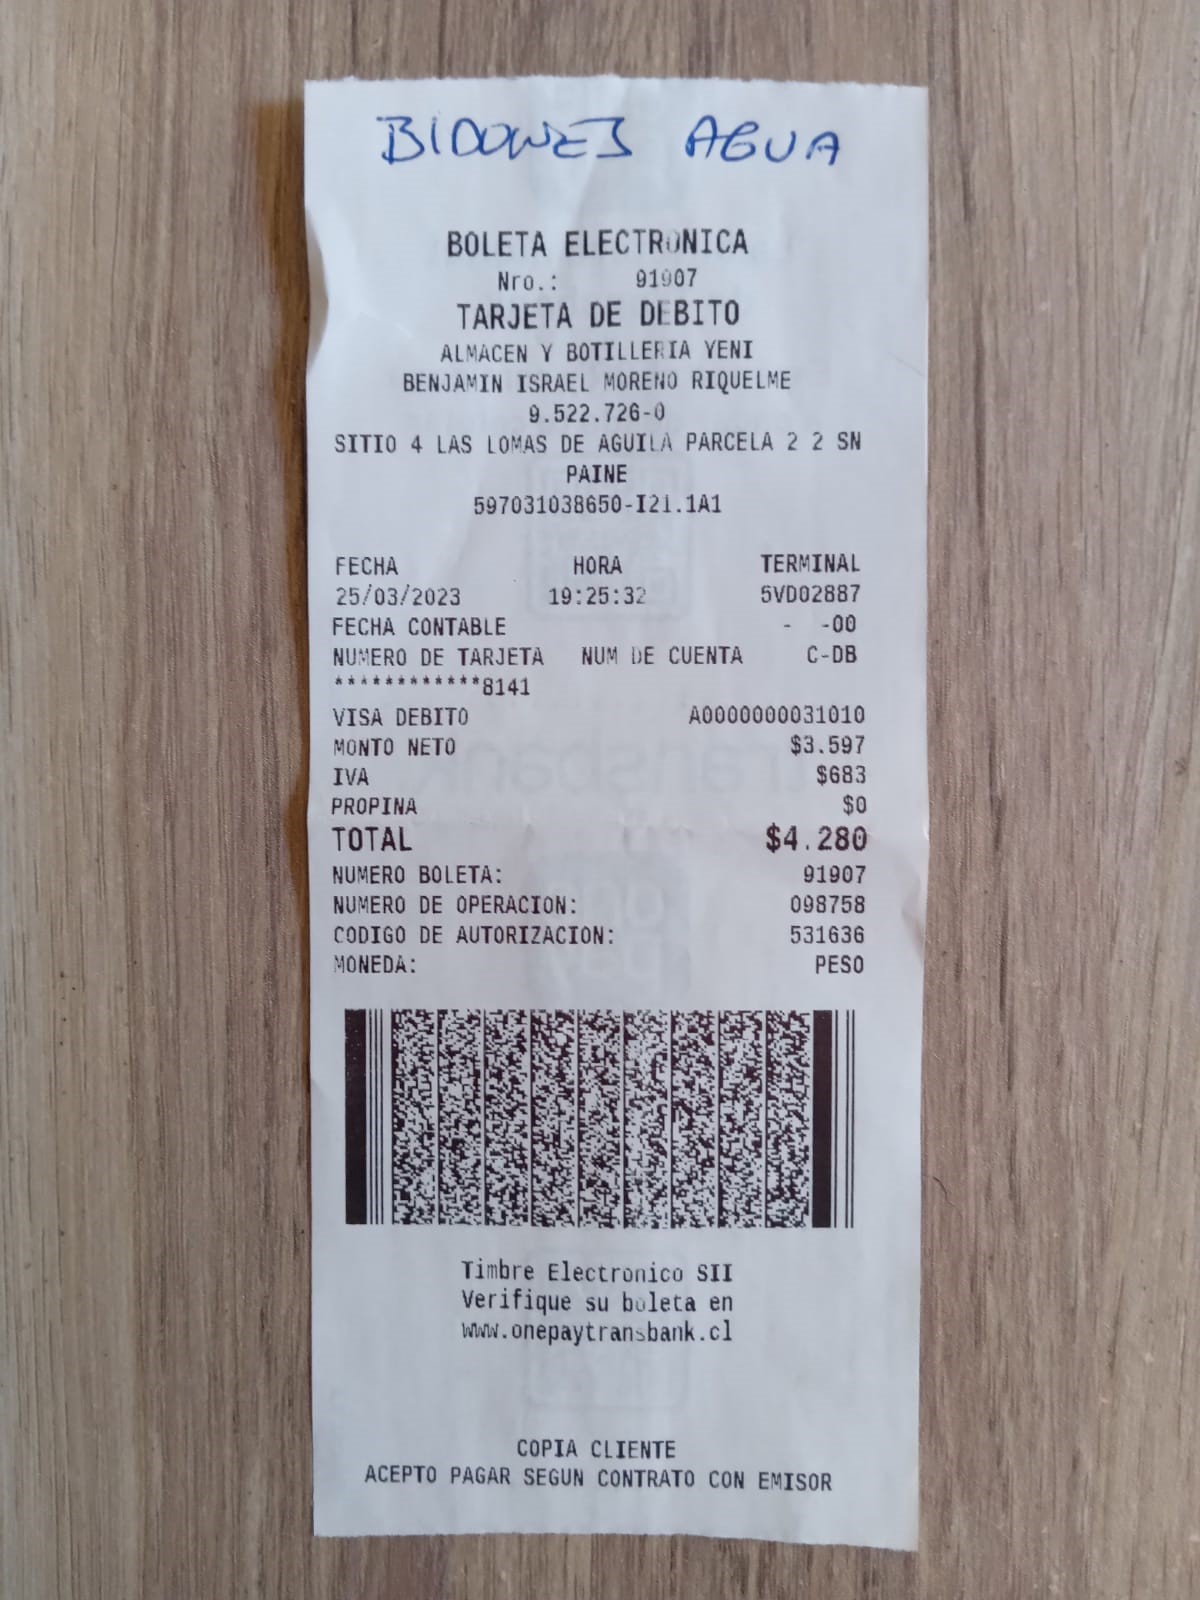 BIDONES AGUA
BOLETA ELECTRONICA
Nro.: 91907
TARJETA DE DEBITO
ALMACEN Y BOTILLERIA YENI
BENJAMIN ISRAEL MORENO RIQUELME
9.522.726-0
SITIO 4 LAS LOMAS DE AGUILA PARCELA 2 2 SN
PAINE
597031038650-I21.1A1
FECHA HORA TERMINAL
25/03/2023 19:25:32 5VD02887
FECHA CONTABLE - -00
NUMERO DE TARJETA NUM DE CUENTA C-DB
************8141
VISA DEBITO A0000000031010
MONTO NETO $3.597
IVA $683
PROPINA $0
TOTAL $4.280
NUMERO BOLETA: 91907
NUMERO DE OPERACION: 098758
CODIGO DE AUTORIZACION: 531636
MONEDA: PESO
Timbre Electronico SII
Verifique su boleta en
www.onepaytransbank.cl
COPIA CLIENTE
ACEPTO PAGAR SEGUN CONTRATO CON EMISOR